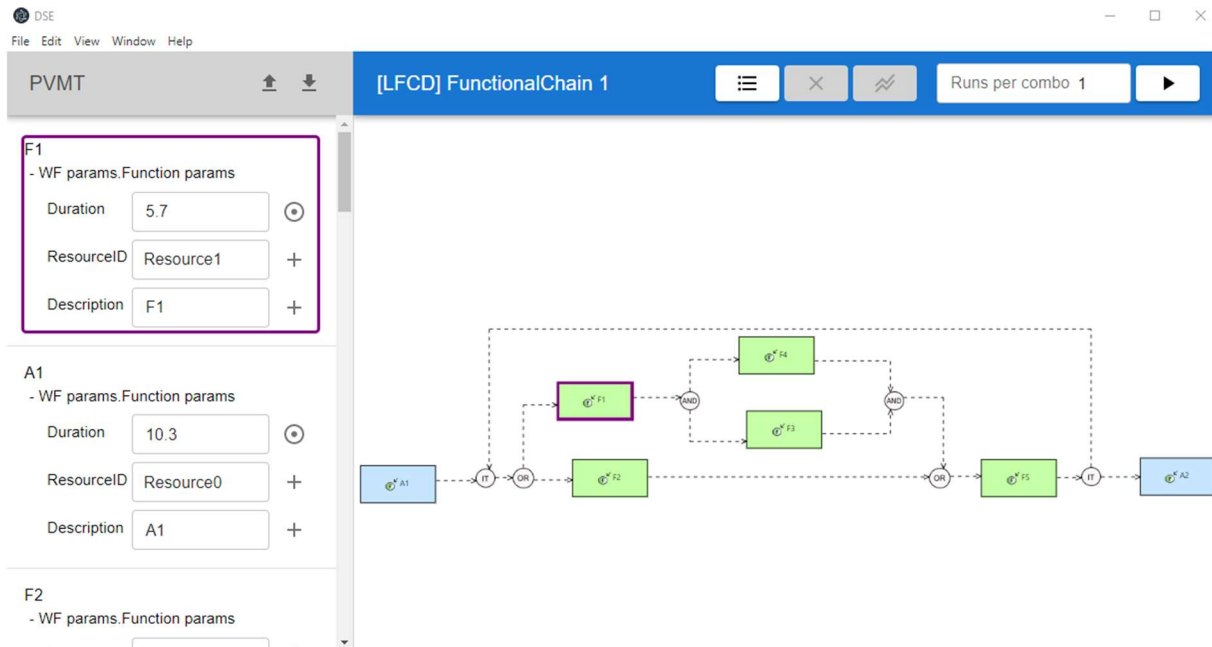 DSE
File Edit View Window Help
PVMT
[LFCD] FunctionalChain 1
Runs per combo 1
F1
- WF params.Function params
Duration 5.7
ResourceID Resource1
Description F1
A1
- WF params.Function params
Duration 10.3
ResourceID Resource0
Description A1
F2
- WF params.Function params
F4
F1
AND
AND
F3
A1
IT
OR
F2
OR
F5
IT
A2